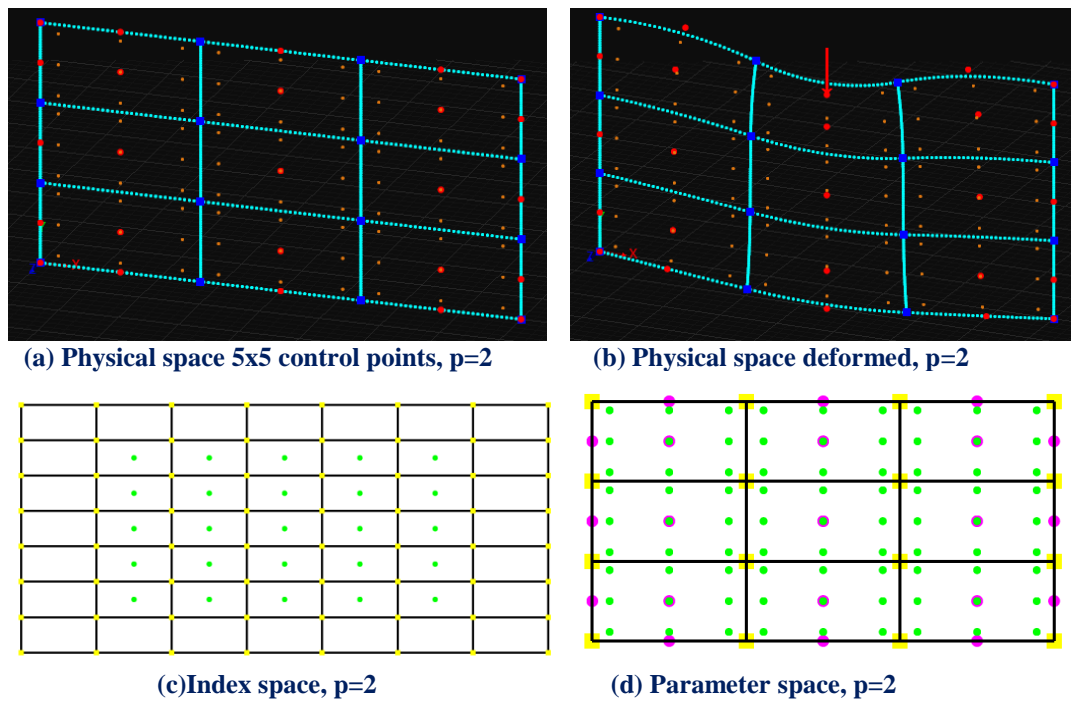 X
X
(a) Physical space 5x5 control points, p=2
(b) Physical space deformed, p=2
(c)Index space, p=2
(d) Parameter space, p=2